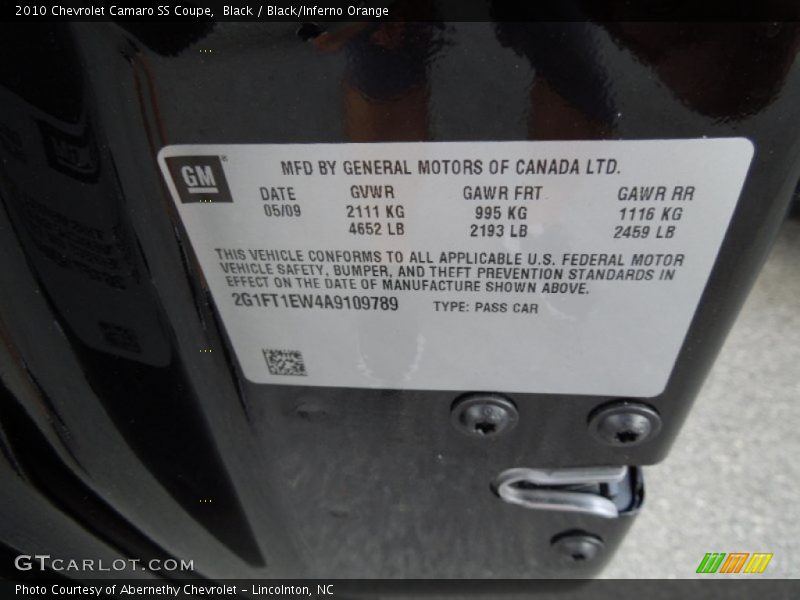 2010 Chevrolet Camaro SS Coupe,  Black / Black/Inferno Orange
GM
MFD BY GENERAL MOTORS OF CANADA LTD.
DATE GVWR GAWR FRT GAWR RR
05/09 2111 KG 995 KG 1116 KG
4652 LB 2193 LB 2459 LB
THIS VEHICLE CONFORMS TO ALL APPLICABLE U.S. FEDERAL MOTOR
VEHICLE SAFETY, BUMPER, AND THEFT PREVENTION STANDARDS IN
EFFECT ON THE DATE OF MANUFACTURE SHOWN ABOVE.
2G1FT1EW4A9109789 TYPE: PASS CAR
GTCARLOT.COM
Photo Courtesy of Abernethy Chevrolet – Lincolnton, NC